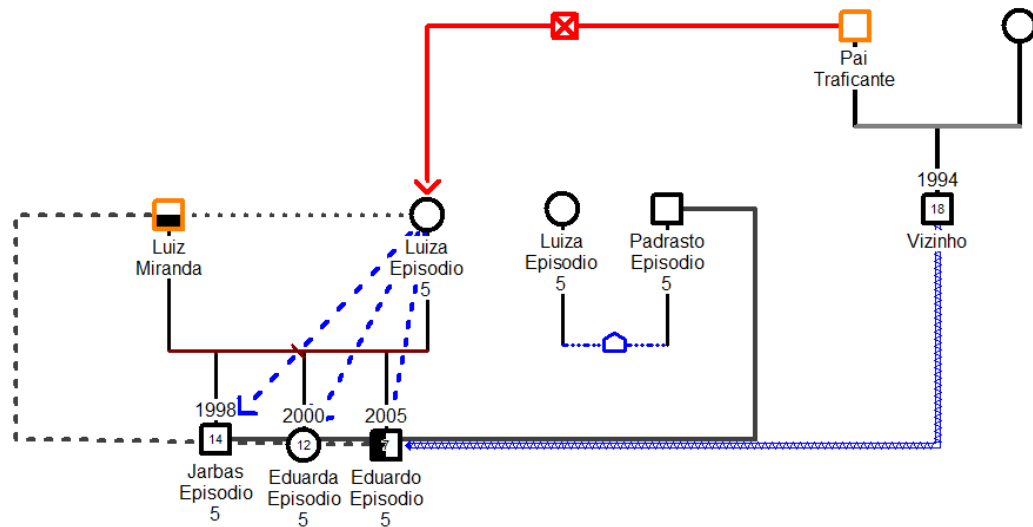 Pai
Traficante
1994
18
Vizinho
Luiz
Miranda
Luiza
Episodio
5
Luiza
Episodio
5
Padrasto
Episodio
5
1998
14
Jarbas
Episodio
5
2000
12
Eduarda
Episodio
5
2005
7
Eduardo
Episodio
5